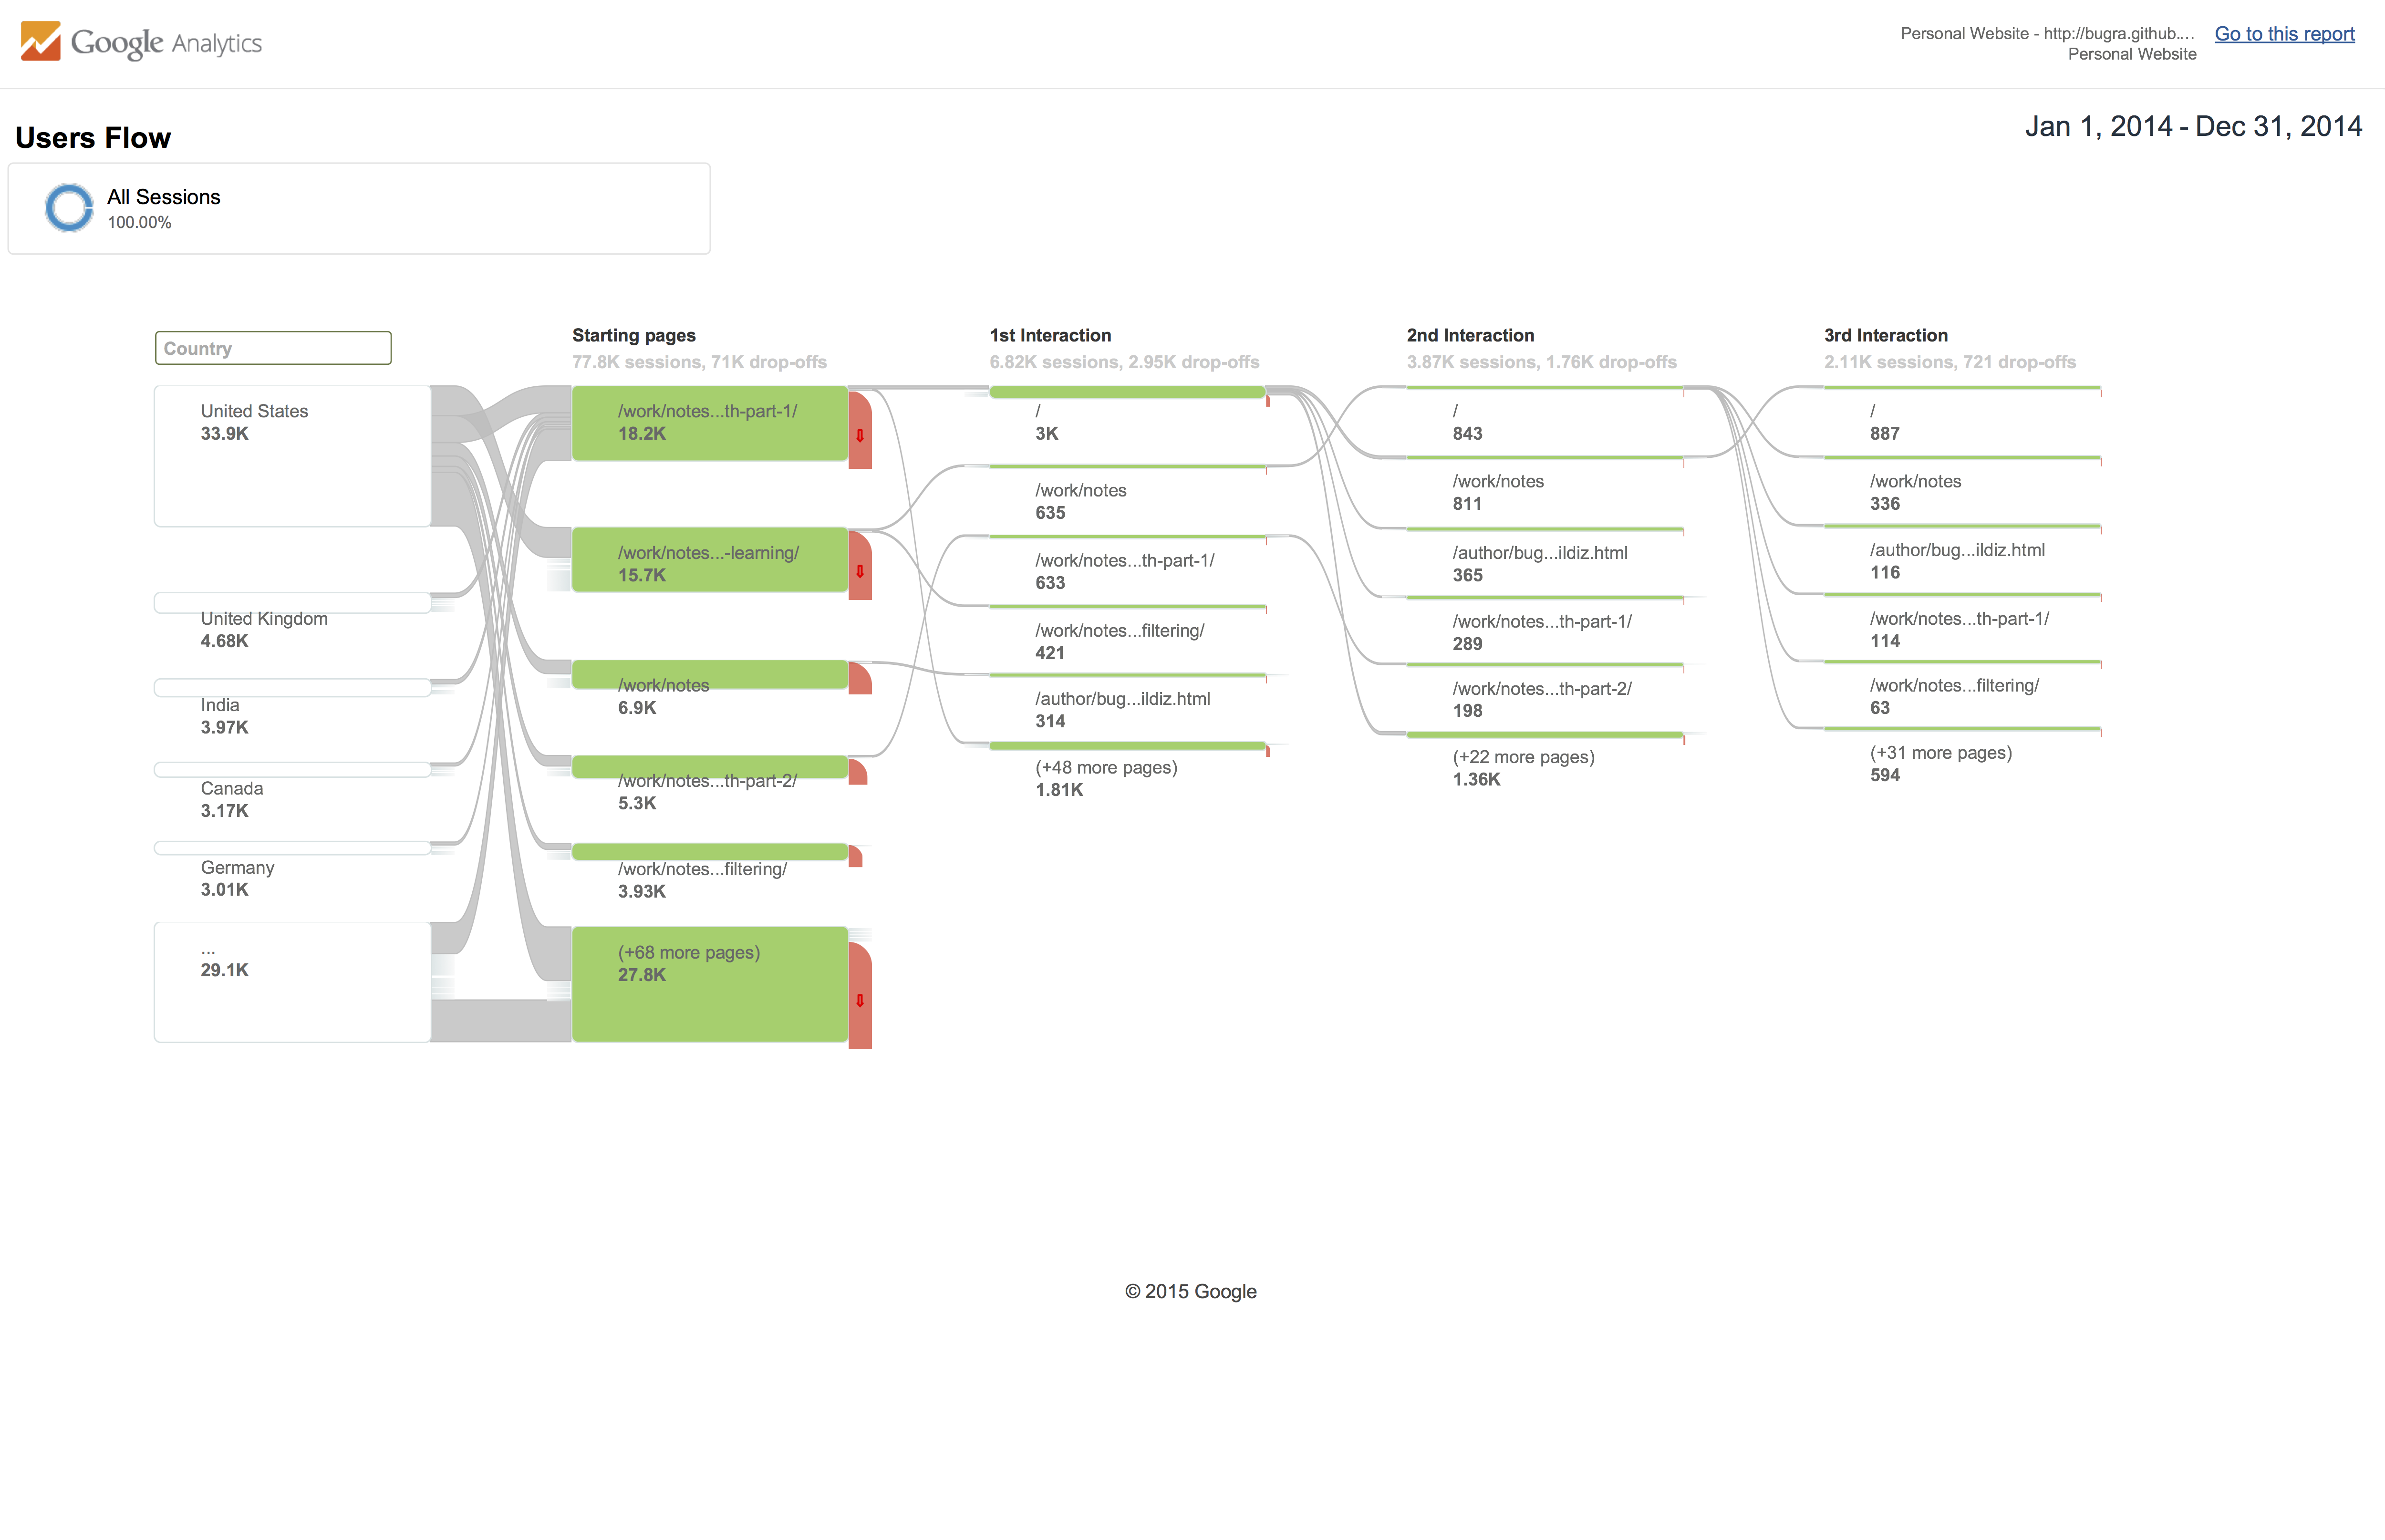 Google Analytics
Personal Website - http://bugra.github....
Personal Website
Go to this report
Users Flow
Jan 1, 2014 - Dec 31, 2014
All Sessions
100.00%
Country
United States
33.9K
United Kingdom
4.68K
India
3.97K
Canada
3.17K
Germany
3.01K
...
29.1K
Starting pages
77.8K sessions, 71K drop-offs
/work/notes...th-part-1/
18.2K
/work/notes...-learning/
15.7K
/work/notes
6.9K
/work/notes...th-part-2/
5.3K
/work/notes...filtering/
3.93K
(+68 more pages)
27.8K
1st Interaction
6.82K sessions, 2.95K drop-offs
/
3K
/work/notes
635
/work/notes...th-part-1/
633
/work/notes...filtering/
421
/author/bug...ildiz.html
314
(+48 more pages)
1.81K
2nd Interaction
3.87K sessions, 1.76K drop-offs
/
843
/work/notes
811
/author/bug...ildiz.html
365
/work/notes...th-part-1/
289
/work/notes...th-part-2/
198
(+22 more pages)
1.36K
3rd Interaction
2.11K sessions, 721 drop-offs
/
887
/work/notes
336
/author/bug...ildiz.html
116
/work/notes...th-part-1/
114
/work/notes...filtering/
63
(+31 more pages)
594
© 2015 Google